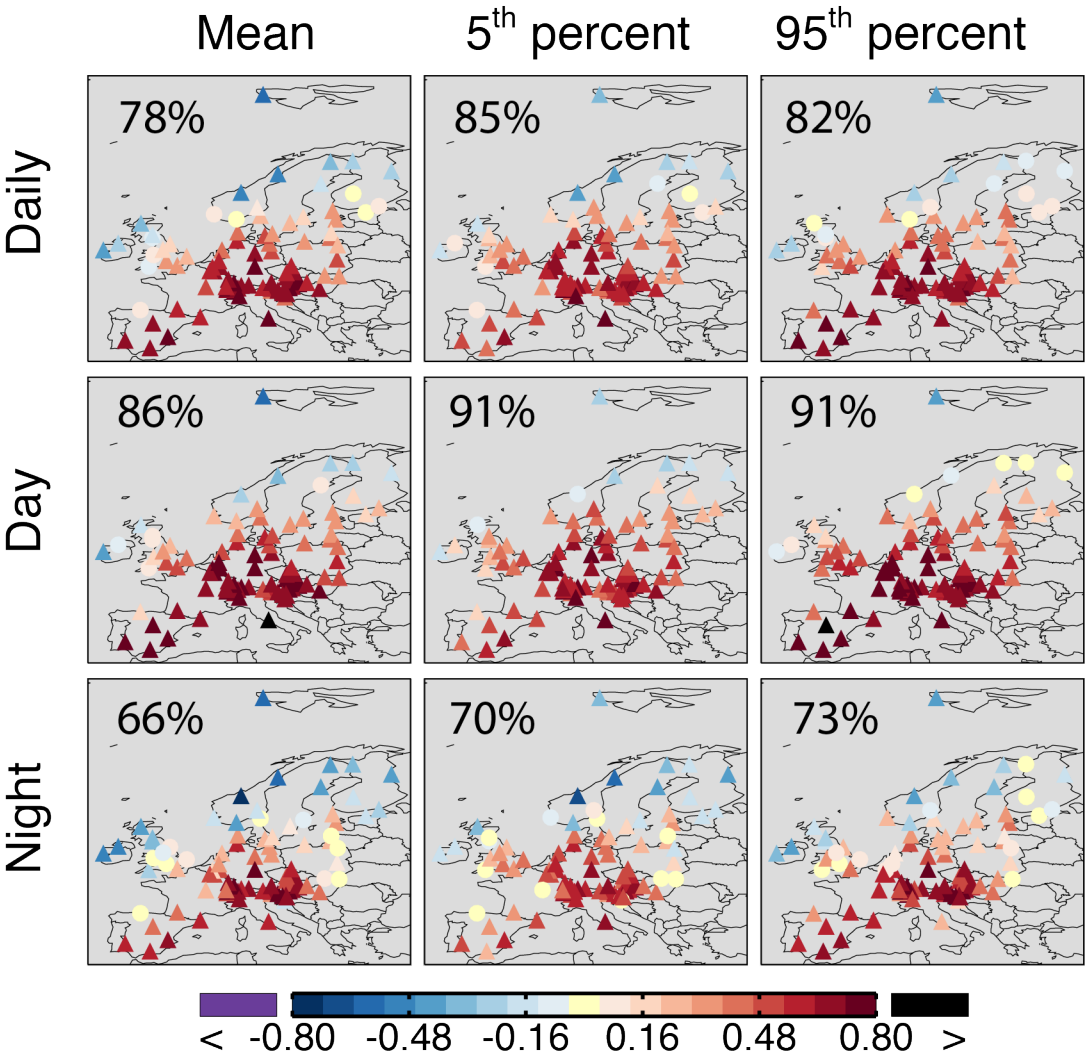 Mean 5th percent 95th percent
Daily
78% 85% 82%
Day
86% 91% 91%
Night
66% 70% 73%
< -0.80 -0.48 -0.16 0.16 0.48 0.80 >